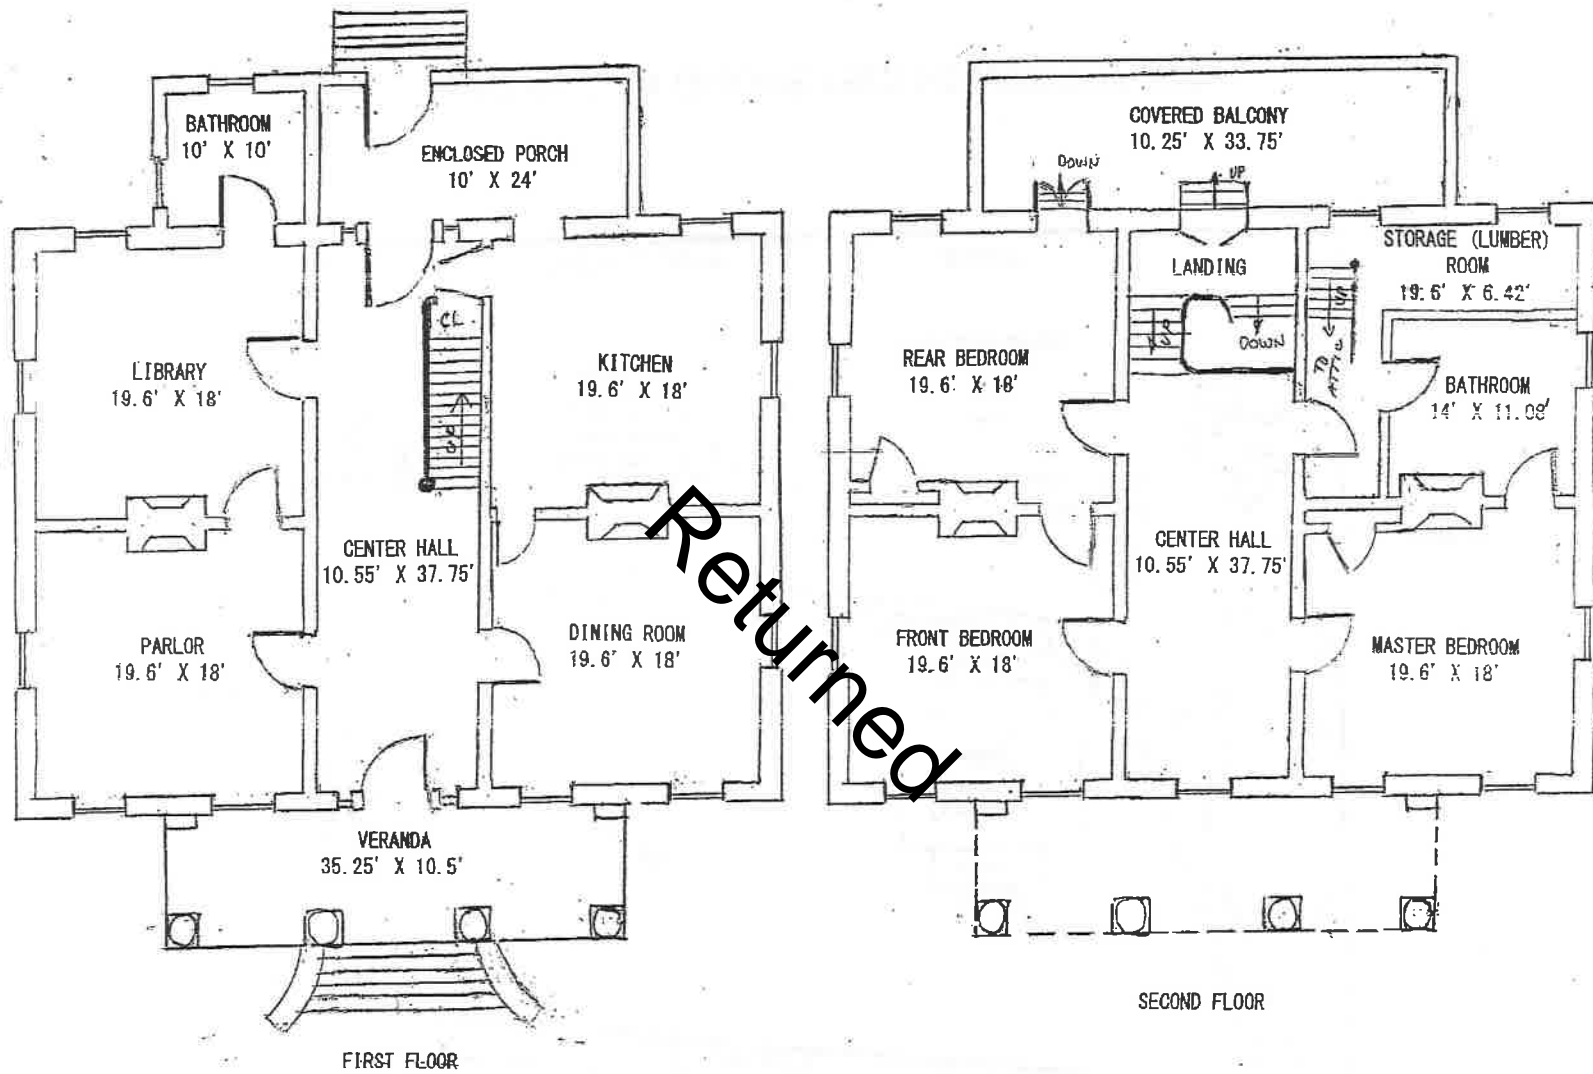 BATHROOM
10' X 10'
ENCLOSED PORCH
10' X 24'
CL
LIBRARY
19.6' X 18'
KITCHEN
19.6' X 18'
UP
CENTER HALL
10.55' X 37.75'
PARLOR
19.6' X 18'
DINING ROOM
19.6' X 18'
VERANDA
35.25' X 10.5'
FIRST FLOOR
Returned
COVERED BALCONY
10.25' X 33.75'
DOWN
UP
LANDING
STORAGE (LUMBER)
ROOM
19.6' X 6.42'
UP
DOWN
UP
TO
ATTIC
REAR BEDROOM
19.6' X 18'
BATHROOM
14' X 11.08'
CENTER HALL
10.55' X 37.75'
FRONT BEDROOM
19.6' X 18'
MASTER BEDROOM
19.6' X 18'
SECOND FLOOR